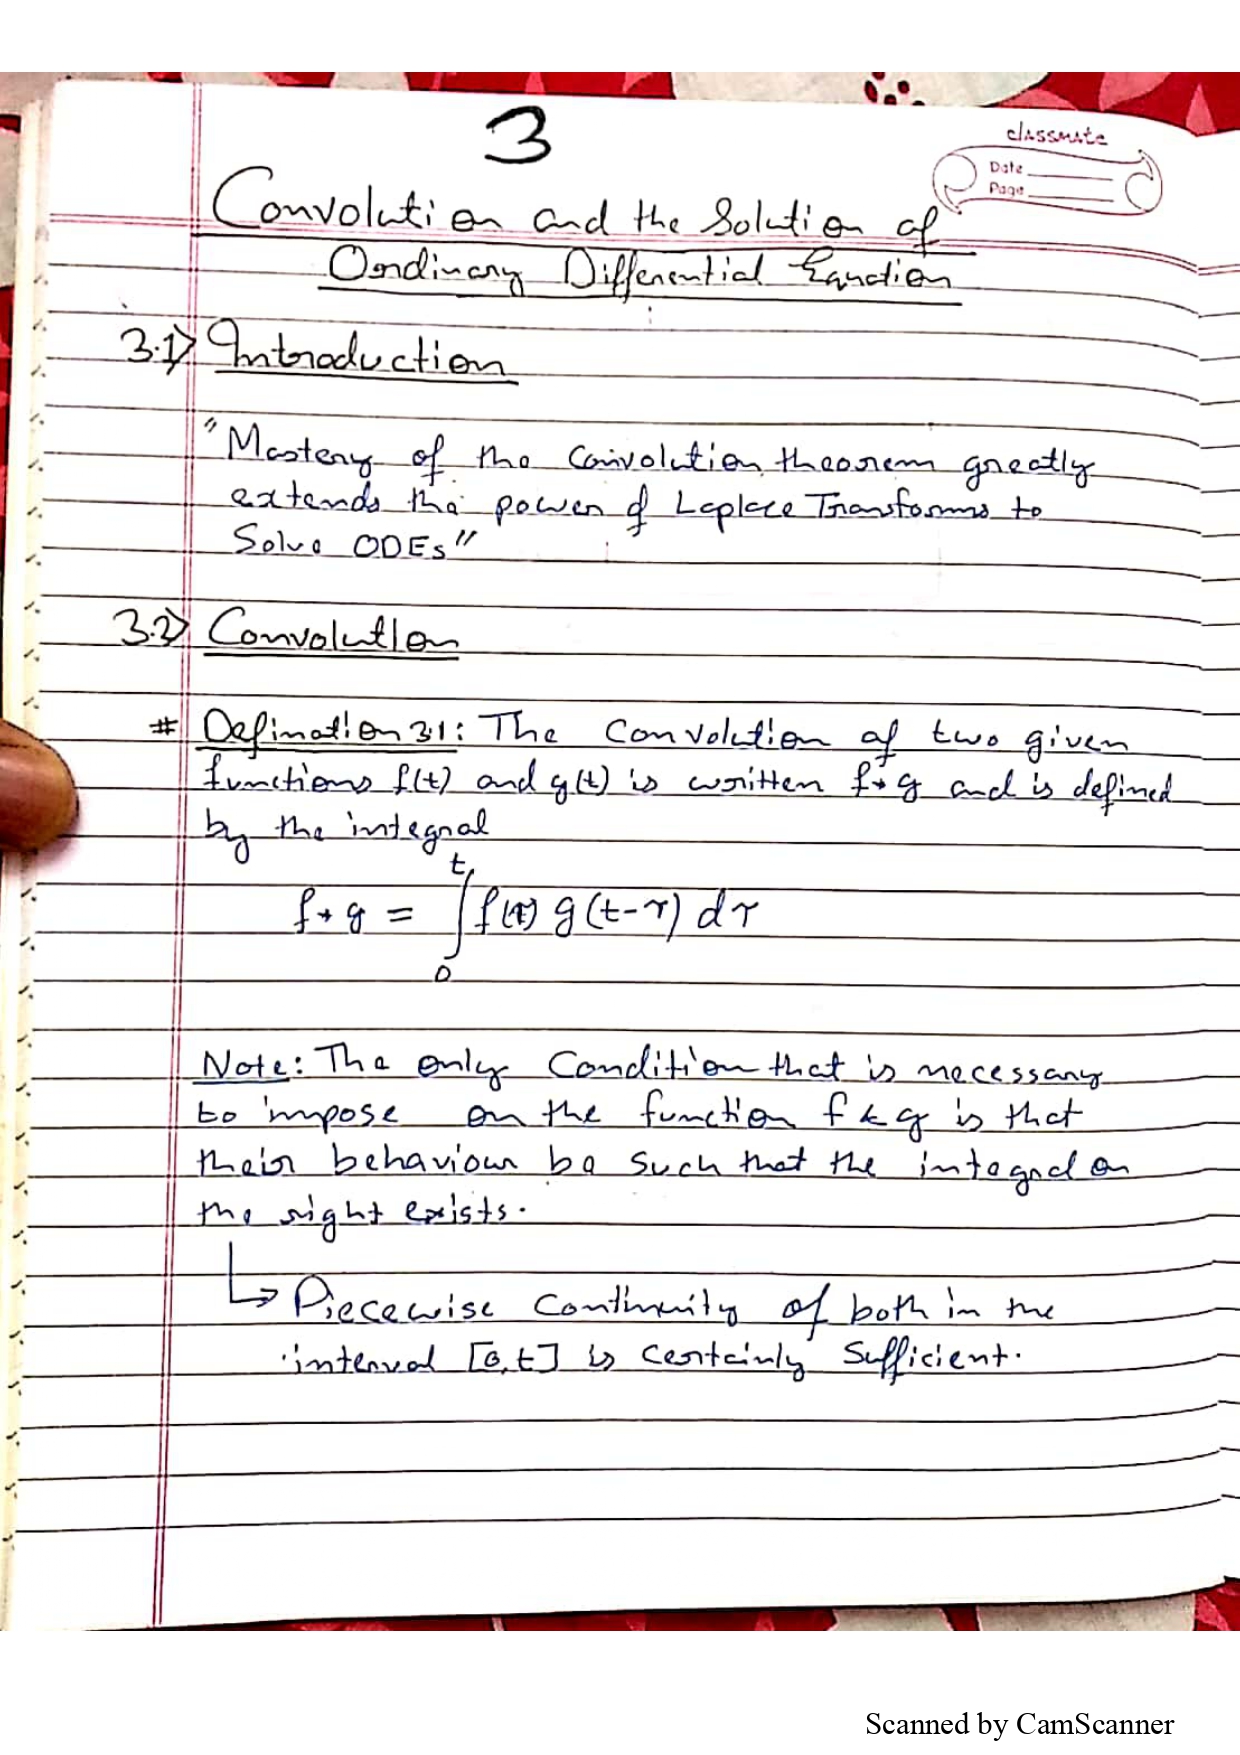 3
classmate
Date
Page
Convolution and the Solution of
Ordinary Differential Equation
3.1> Introduction
"Mastery of the Convolution theorem greatly
extends the power of Laplace Transforms to
Solve ODEs"
3.2> Convolution
# Defination 3.1: The Convolution of two given
functions f(t) and g(t) is written f*g and is defined
by the integral
f*g = ∫₀ᵗ f(τ) g(t-τ) dτ
Note: The only Condition that is necessary
to impose on the function f & g is that
their behaviour be such that the integral on
the right exists.
↳ Piecewise Continuity of both in the
interval [0,t] is certainly Sufficient.
Scanned by CamScanner